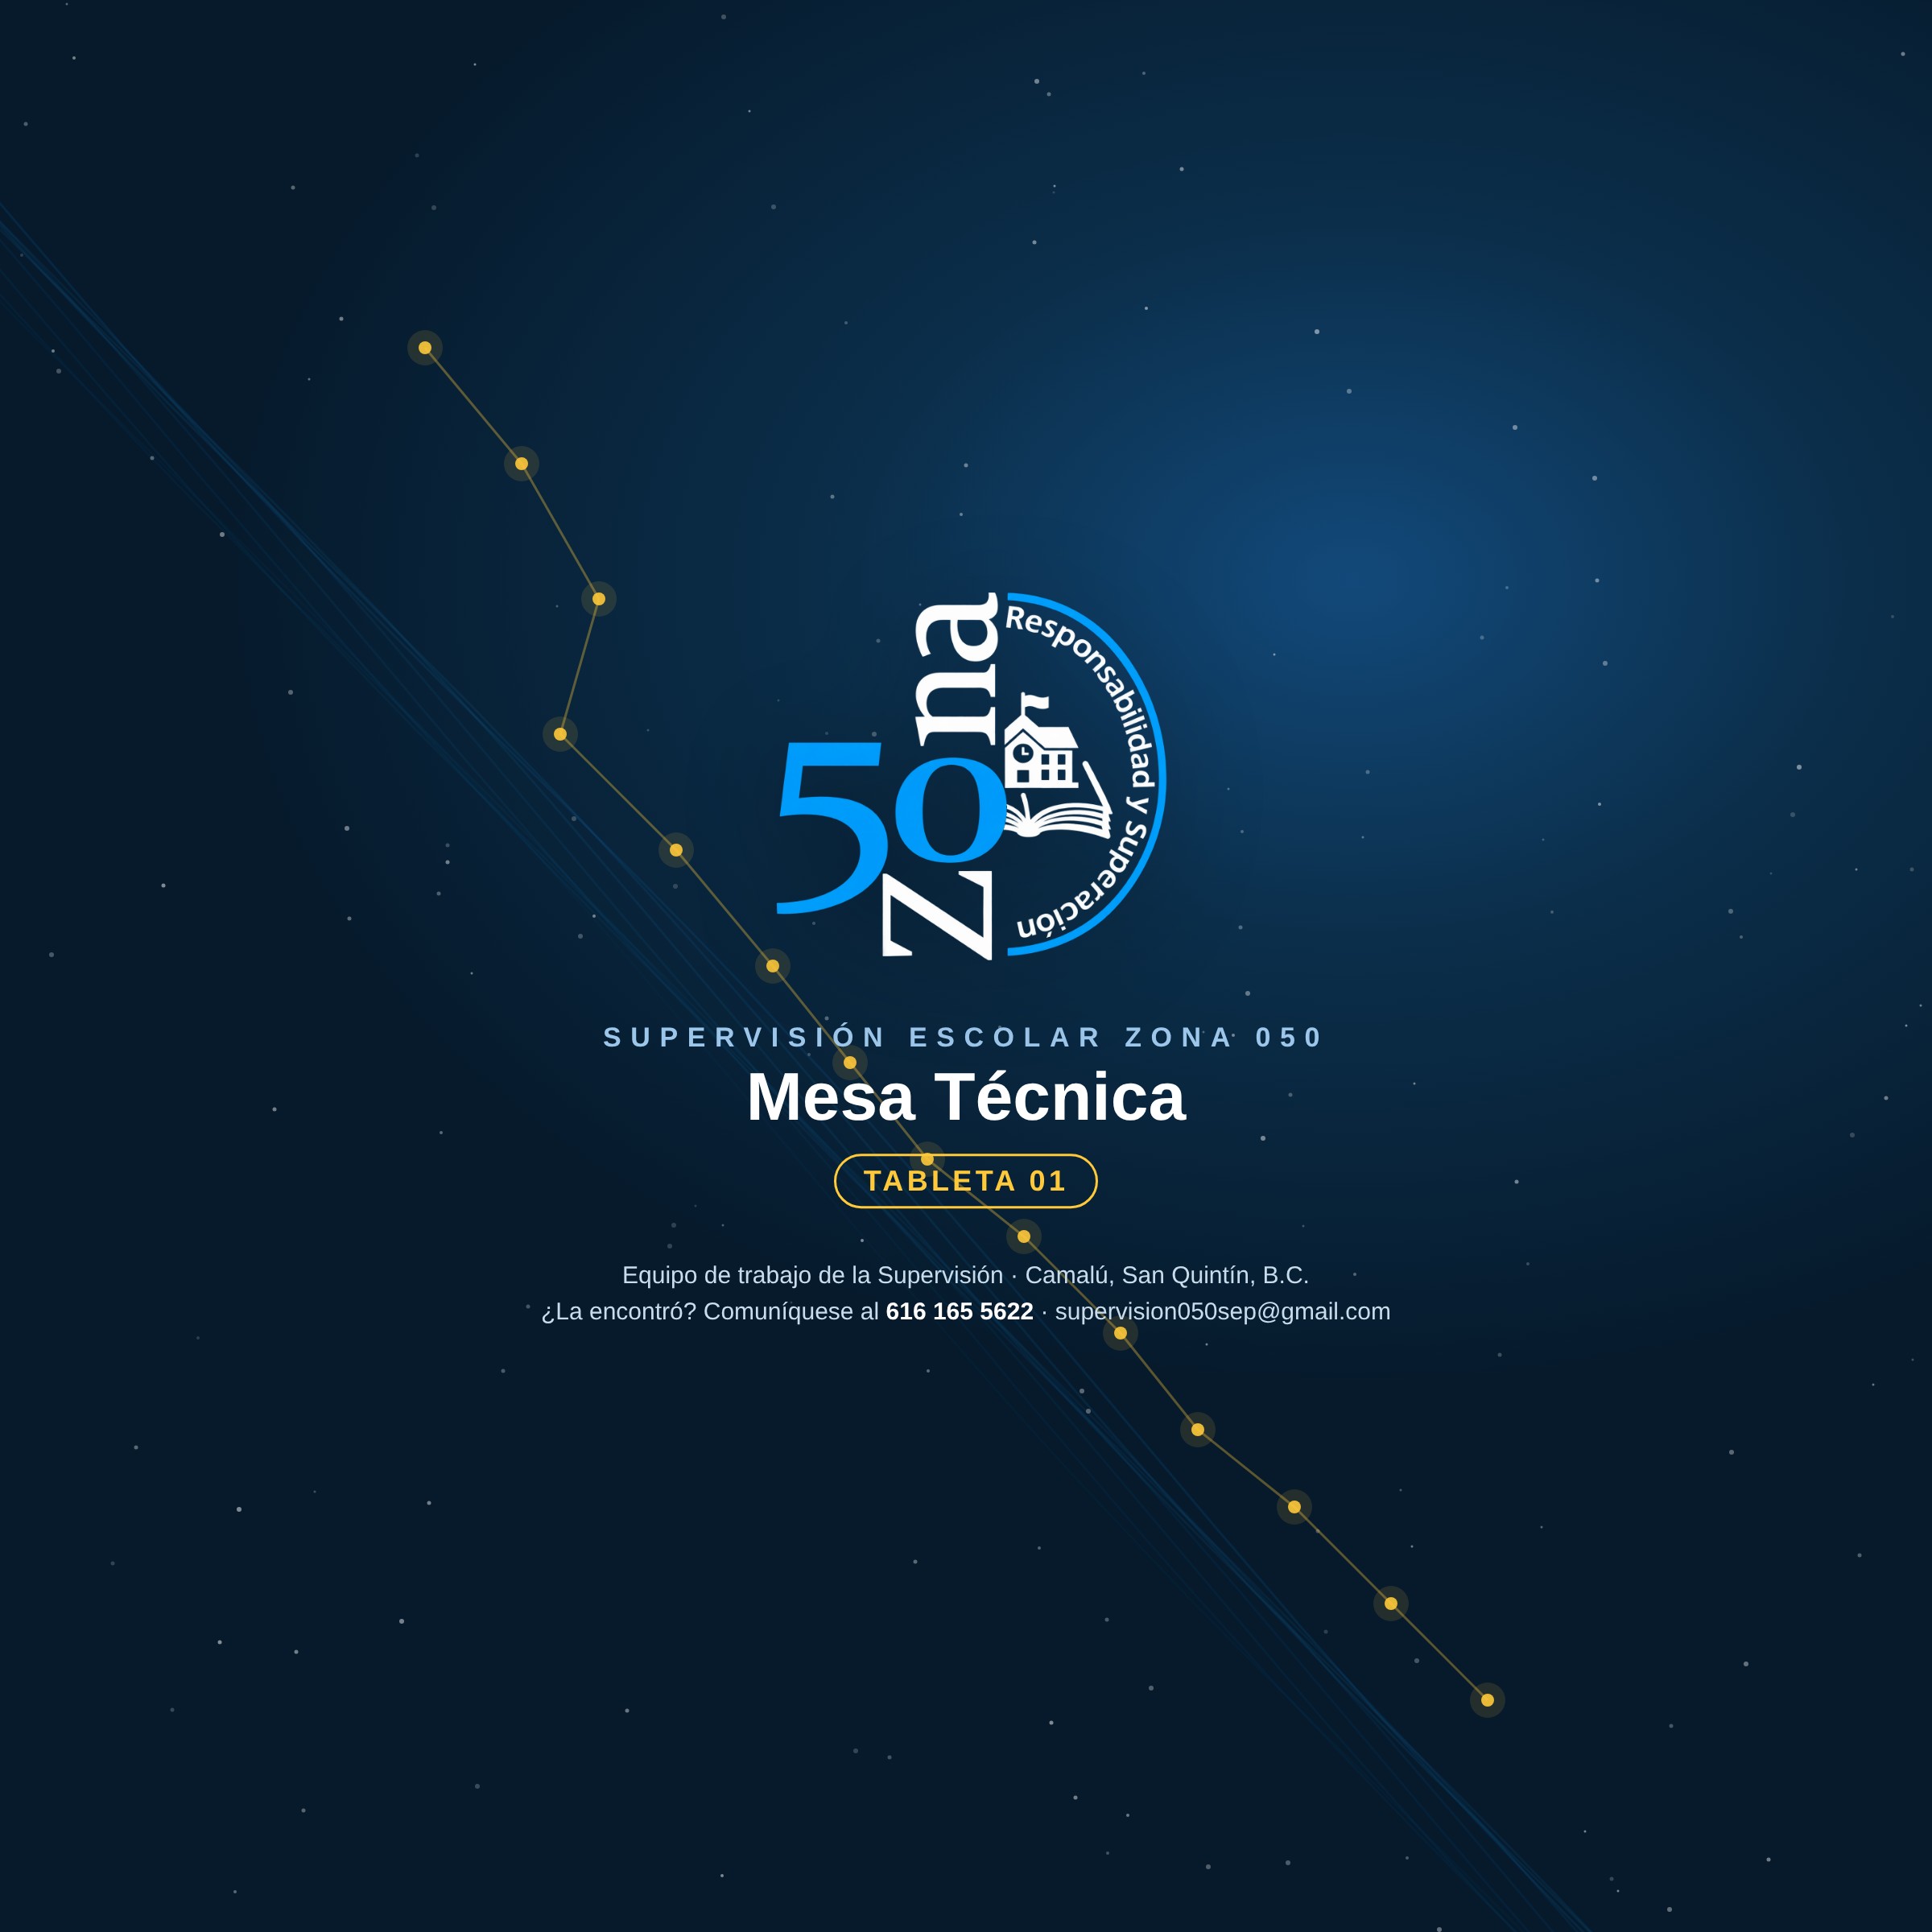 Zona
50
Responsabilidad y Superación
SUPERVISIÓN ESCOLAR ZONA 050
Mesa Técnica
TABLETA 01
Equipo de trabajo de la Supervisión · Camalú, San Quintín, B.C.
¿La encontró? Comuníquese al 616 165 5622 · supervision050sep@gmail.com